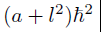 (a + l²)ħ²